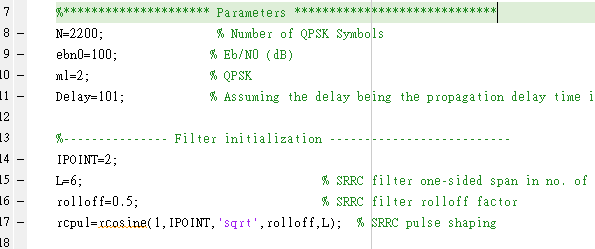 7 %********************* Parameters *****************************
8 – N=2200; % Number of QPSK Symbols
9 – ebn0=100; % Eb/N0 (dB)
10 – ml=2; % QPSK
11 – Delay=101; % Assuming the delay being the propagation delay time i
12
13 %--------------- Filter initialization --------------------------
14 – IPOINT=2;
15 – L=6; % SRRC filter one-sided span in no. of
16 – rolloff=0.5; % SRRC filter rolloff factor
17 – rcpul=rcosine(1,IPOINT,'sqrt',rolloff,L); % SRRC pulse shaping
18